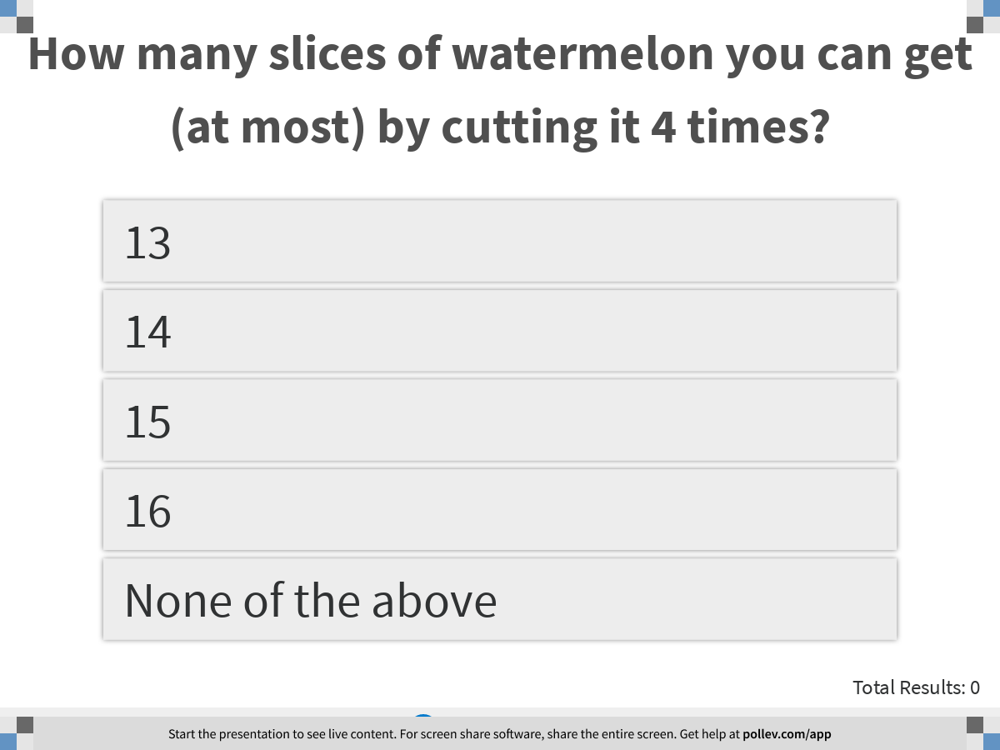 How many slices of watermelon you can get
(at most) by cutting it 4 times?
13
14
15
16
None of the above
Total Results: 0
Start the presentation to see live content. For screen share software, share the entire screen. Get help at pollev.com/app